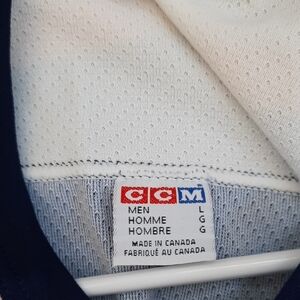 CCM
MEN L
HOMME G
HOMBRE G
MADE IN CANADA
FABRIQUÉ AU CANADA